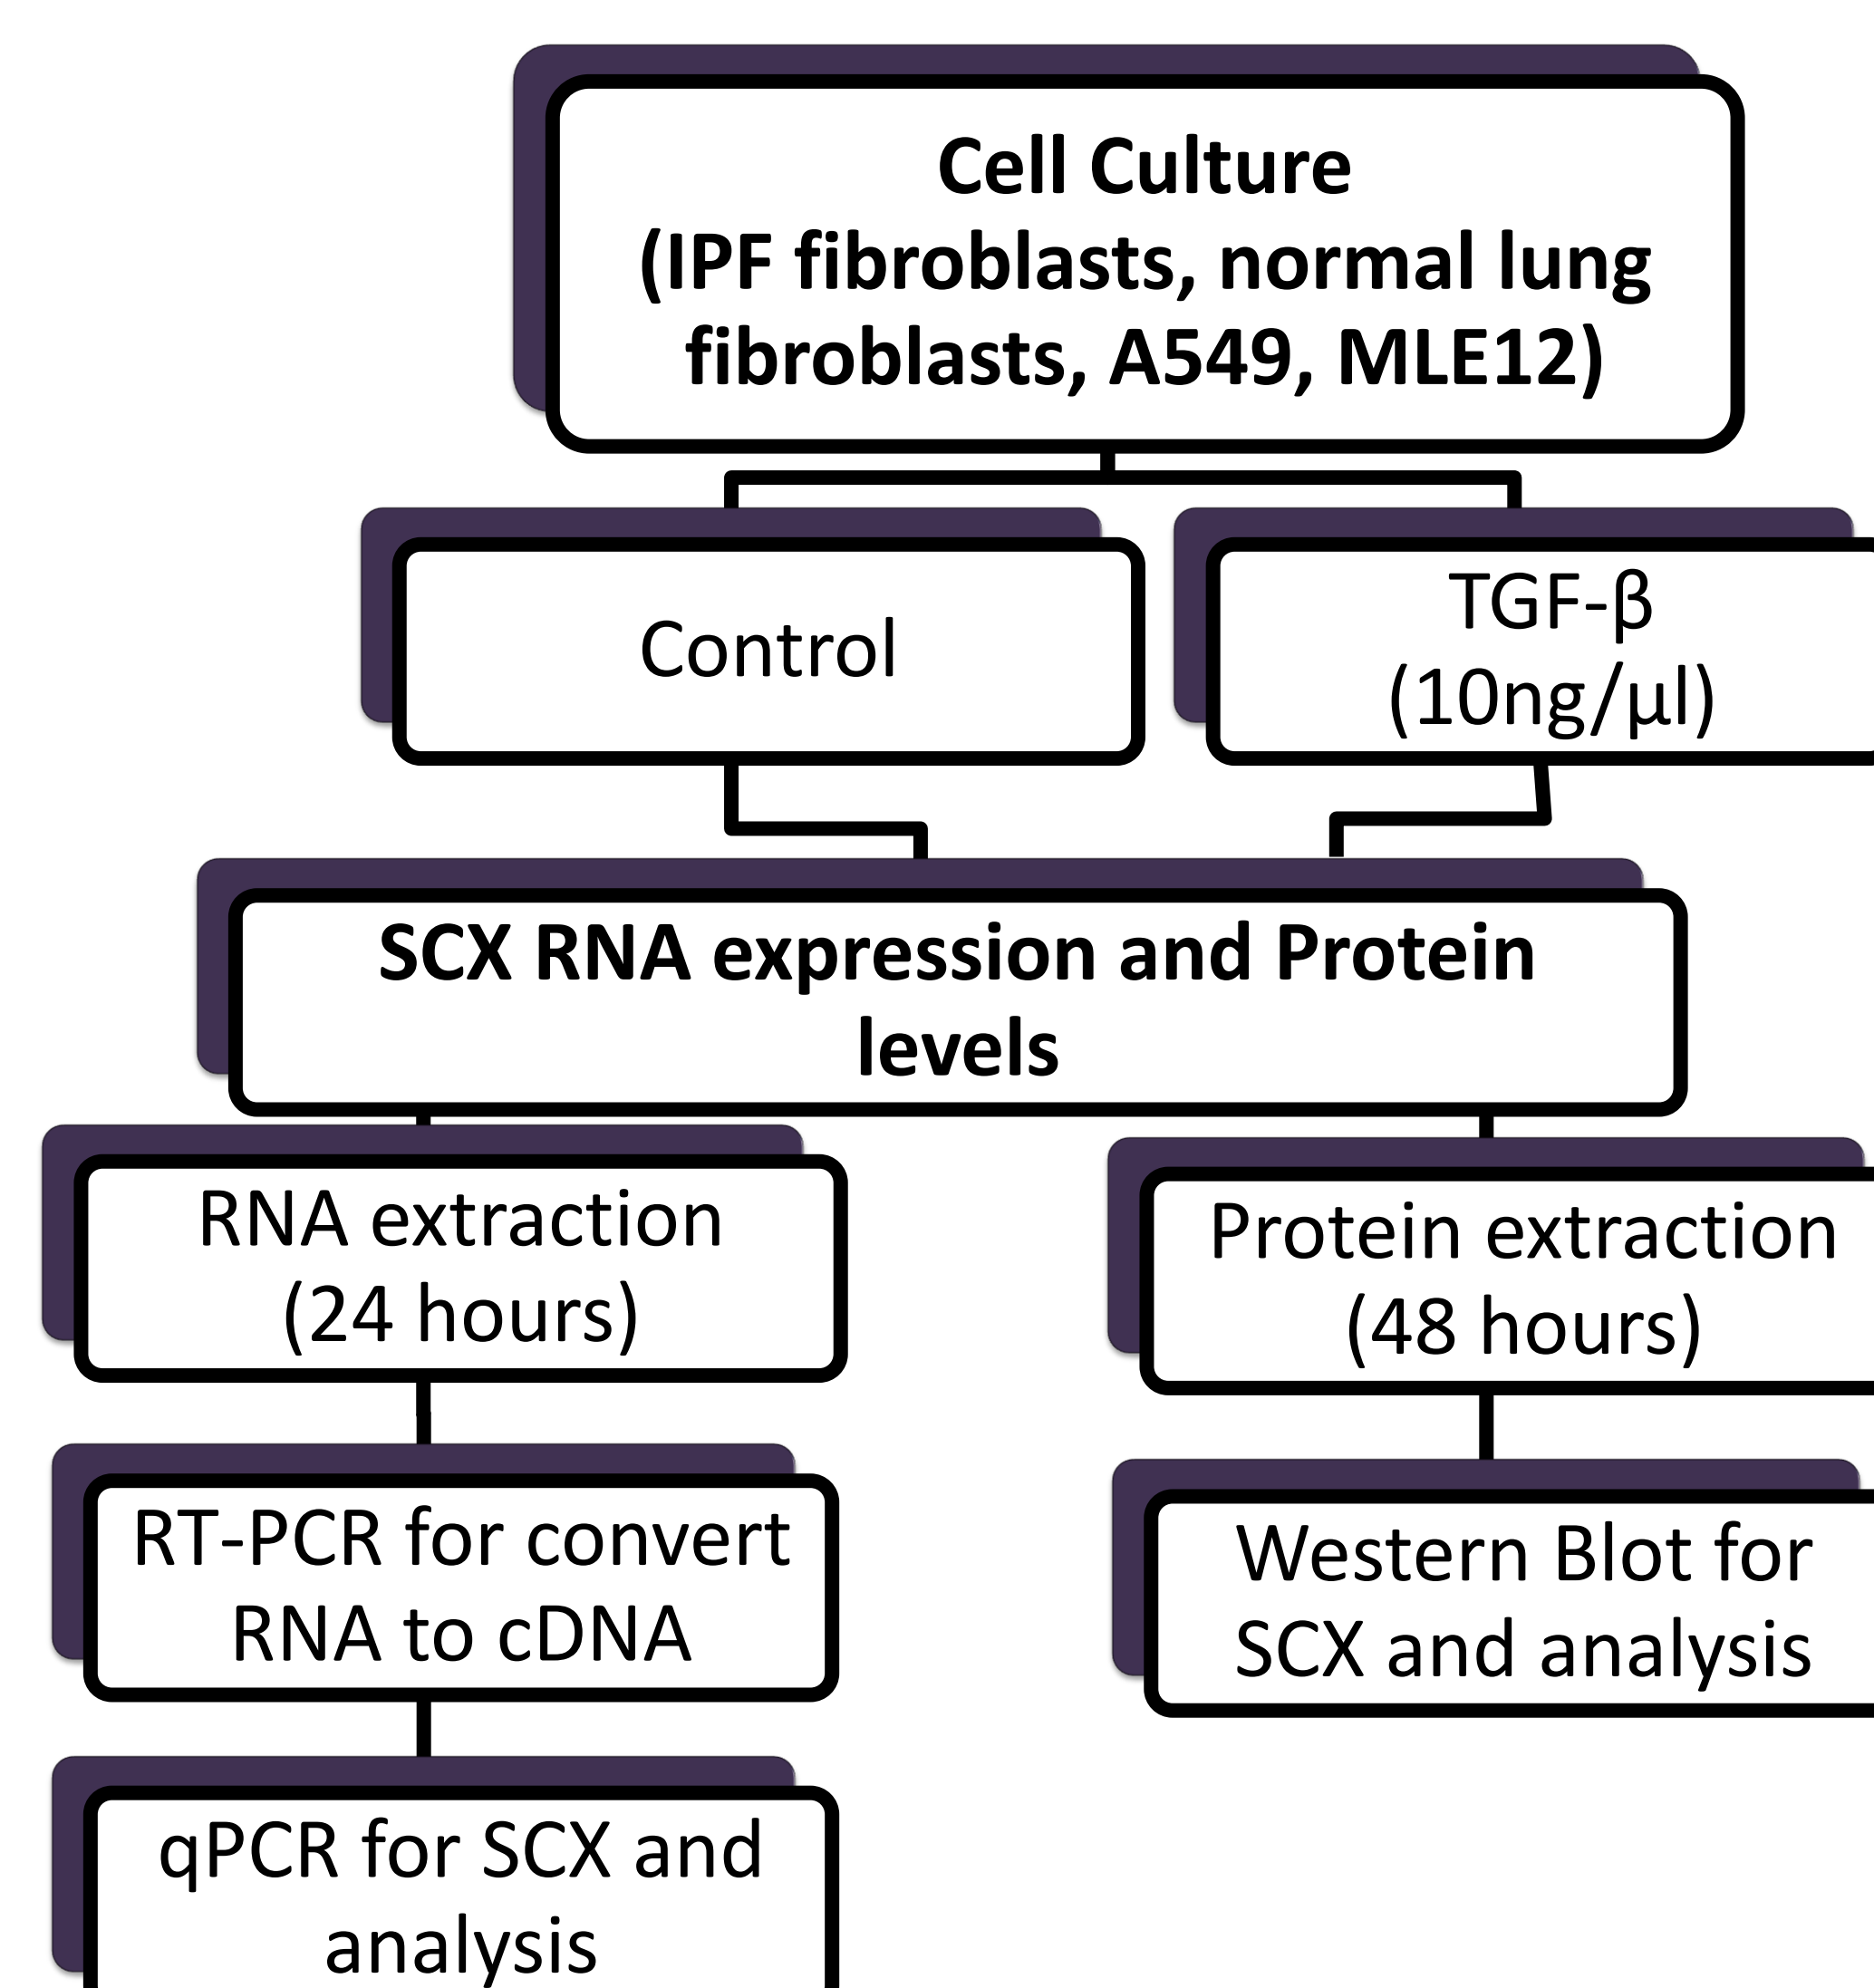 Cell Culture
(IPF fibroblasts, normal lung
fibroblasts, A549, MLE12)
Control
TGF-β
(10ng/μl)
SCX RNA expression and Protein
levels
RNA extraction
(24 hours)
Protein extraction
(48 hours)
RT-PCR for convert
RNA to cDNA
Western Blot for
SCX and analysis
qPCR for SCX and
analysis